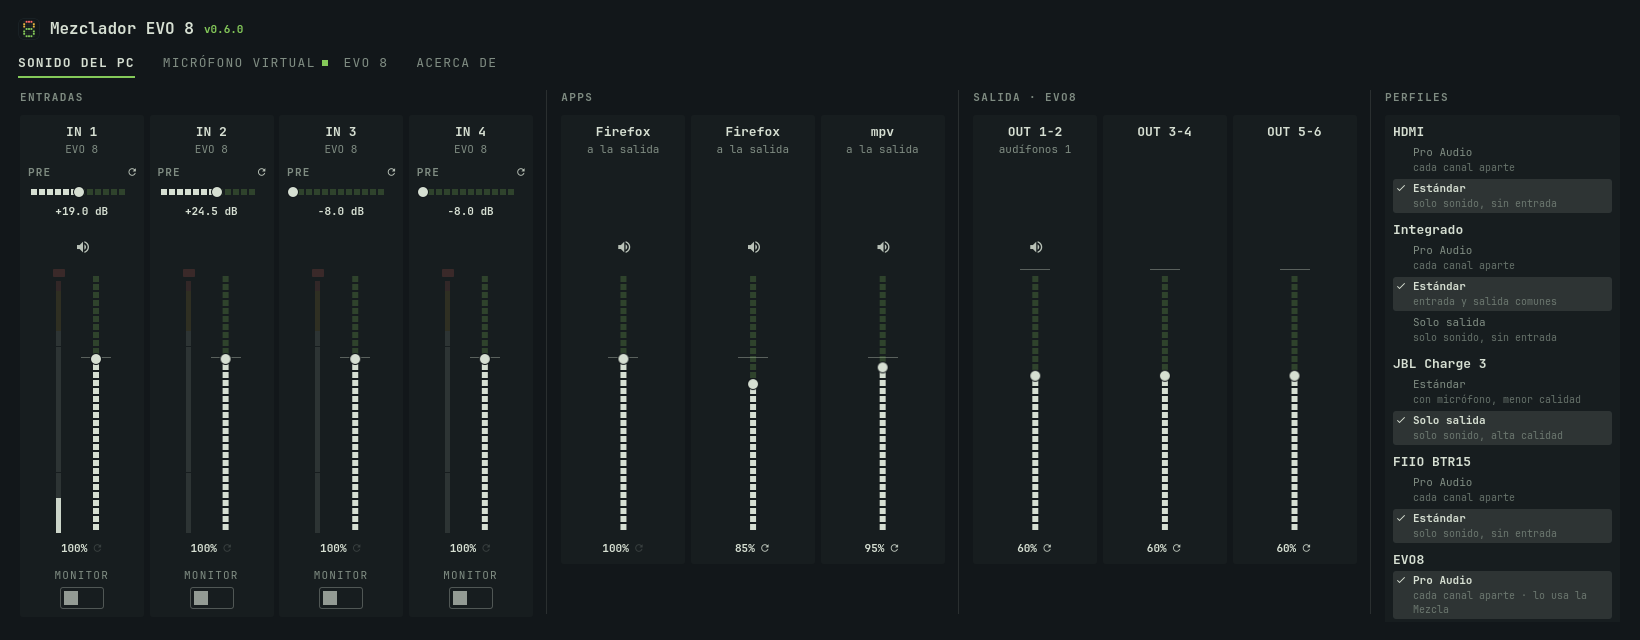 Mezclador EVO 8 v0.6.0
SONIDO DEL PC MICRÓFONO VIRTUAL EVO 8 ACERCA DE
ENTRADAS
IN 1
EVO 8
PRE
+19.0 dB
100%
MONITOR
IN 2
EVO 8
PRE
+24.5 dB
100%
MONITOR
IN 3
EVO 8
PRE
-8.0 dB
100%
MONITOR
IN 4
EVO 8
PRE
-8.0 dB
100%
MONITOR
APPS
Firefox
a la salida
100%
Firefox
a la salida
85%
mpv
a la salida
95%
SALIDA · EVO8
OUT 1-2
audífonos 1
60%
OUT 3-4
60%
OUT 5-6
60%
PERFILES
HDMI
Pro Audio
cada canal aparte
Estándar
solo sonido, sin entrada
Integrado
Pro Audio
cada canal aparte
Estándar
entrada y salida comunes
Solo salida
solo sonido, sin entrada
JBL Charge 3
Estándar
con micrófono, menor calidad
Solo salida
solo sonido, alta calidad
FIIO BTR15
Pro Audio
cada canal aparte
Estándar
solo sonido, sin entrada
EVO8
Pro Audio
cada canal aparte · lo usa la
Mezcla